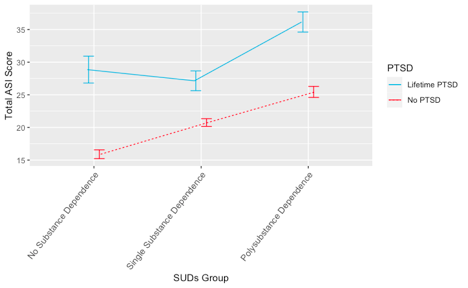 35
30
25
20
15
Total ASI Score
No Substance Dependence
Single Substance Dependence
Polysubstance Dependence
SUDs Group
PTSD
Lifetime PTSD
No PTSD